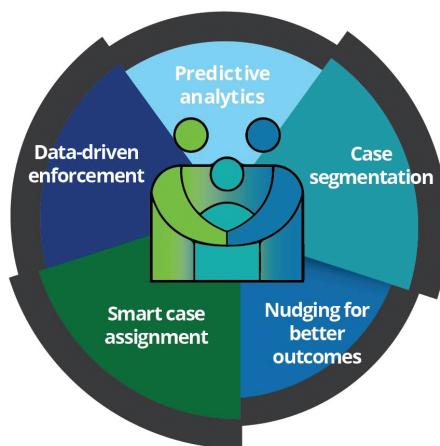 Predictive
analytics
Case
segmentation
Nudging for
better
outcomes
Smart case
assignment
Data-driven
enforcement